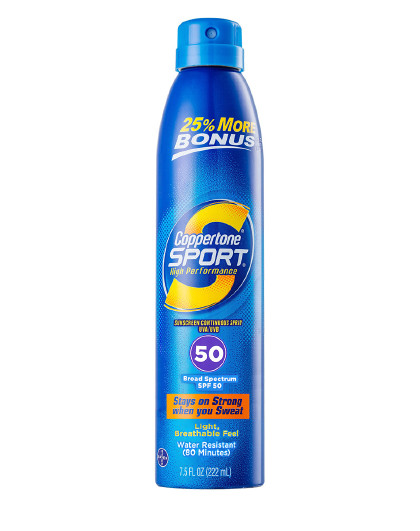 25% MORE
BONUS
Coppertone®
SPORT®
High Performance
SUNSCREEN CONTINUOUS SPRAY
UVA/UVB
50
Broad Spectrum
SPF 50
Stays on Strong
when you Sweat
Light,
Breathable Feel
Water Resistant
(80 Minutes)
BAYER
7.5 FL OZ (222 mL)